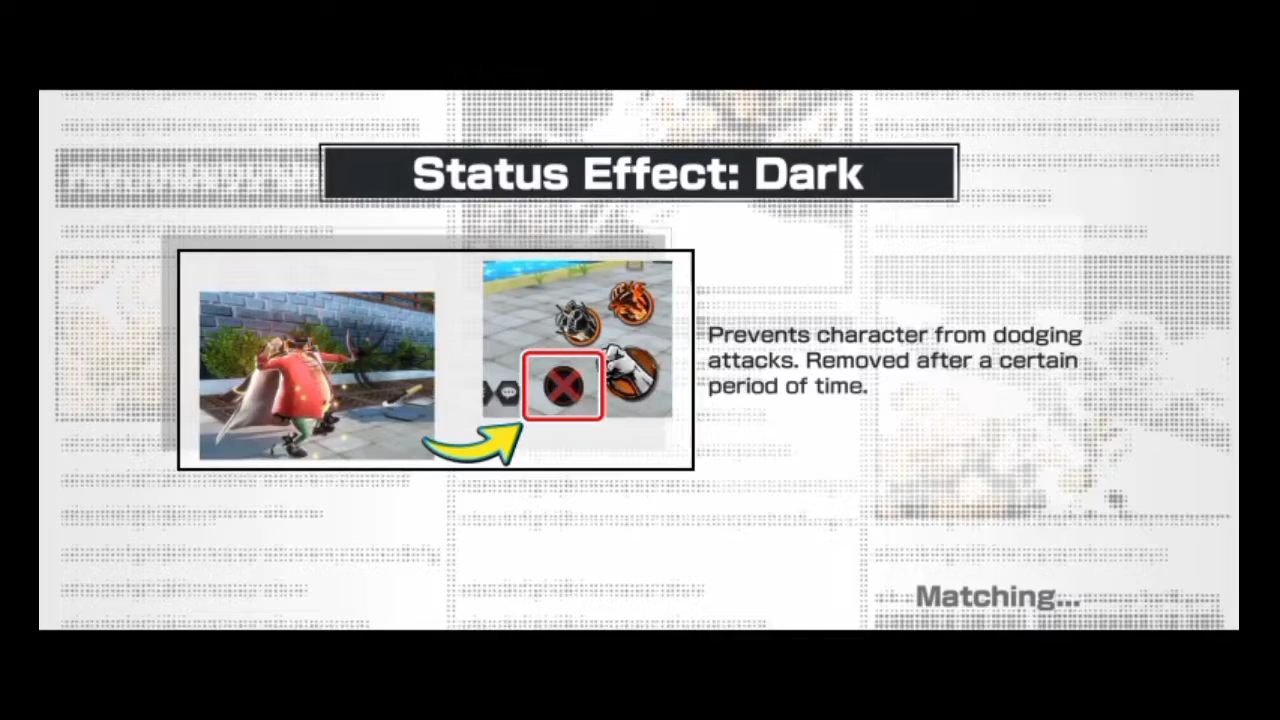 Status Effect: Dark
Prevents character from dodging
attacks. Removed after a certain
period of time.
Matching...